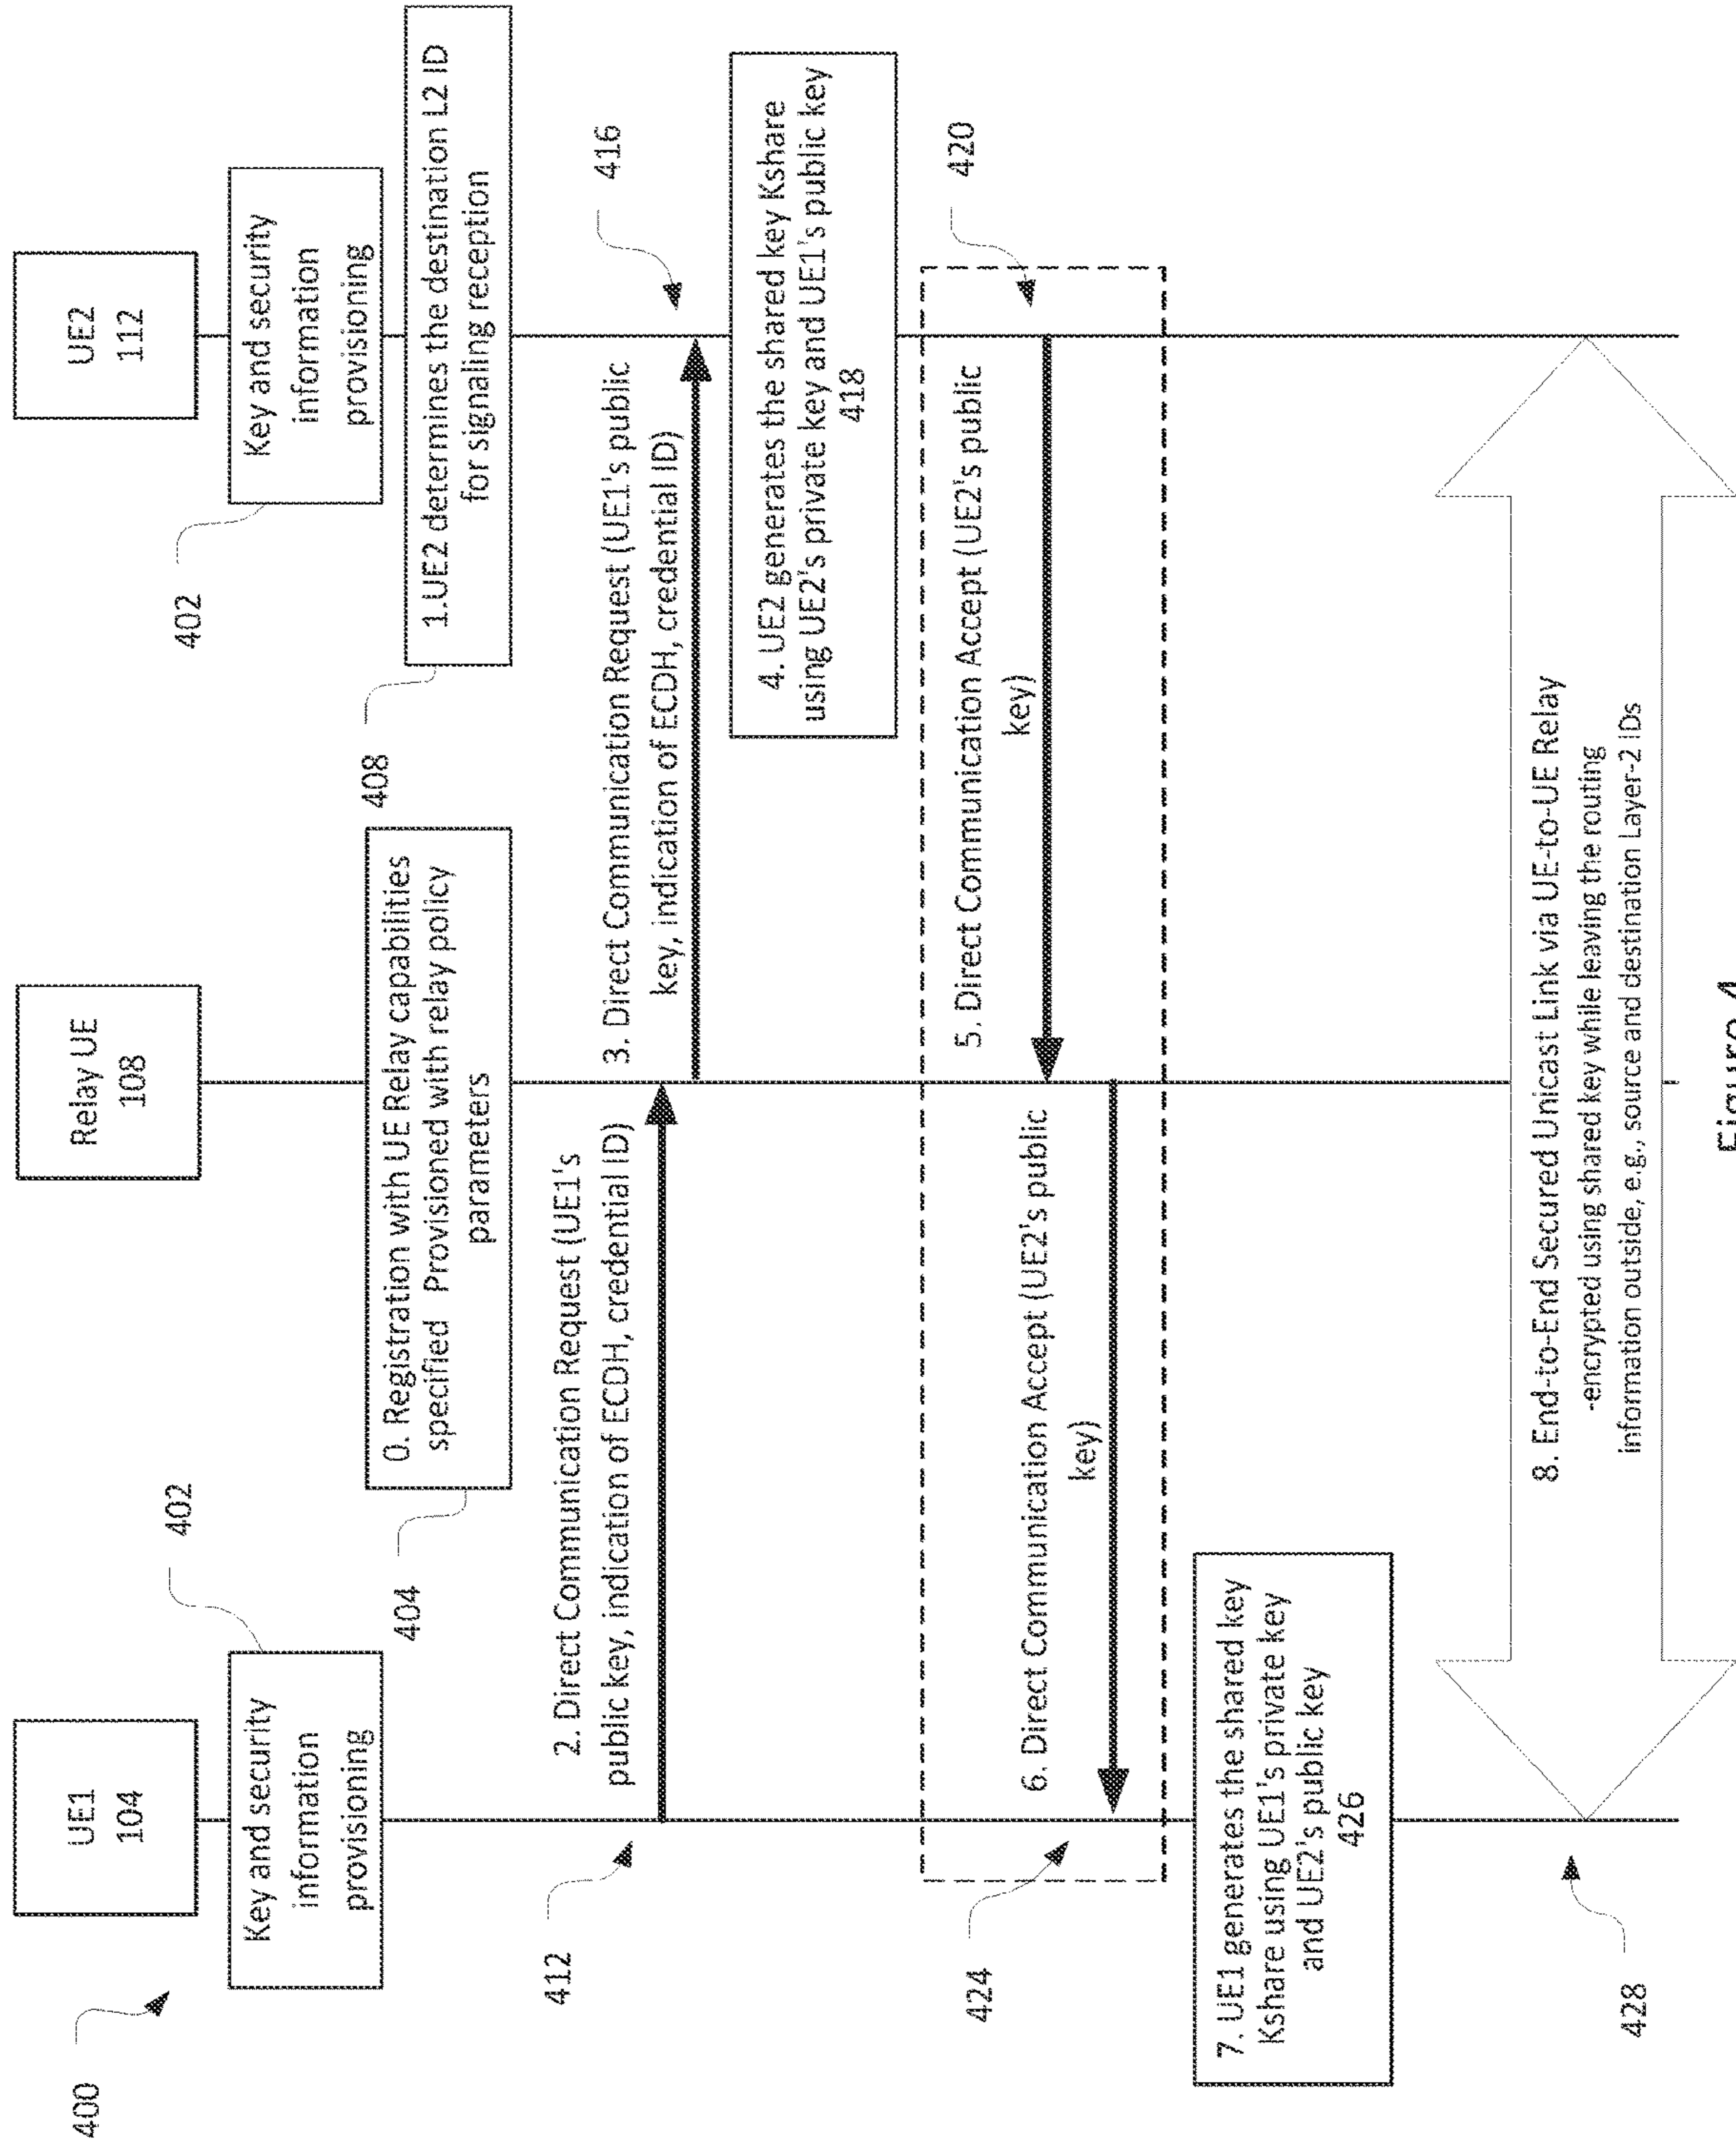 400
UE1
104
Relay UE
108
UE2
112
402
Key and security
information
provisioning
402
Key and security
information
provisioning
404
0. Registration with UE Relay capabilities
specified   Provisioned with relay policy
parameters
408
1.UE2 determines the destination L2 ID
for signaling reception
412
2. Direct Communication Request (UE1's
public key, indication of ECDH, credential ID)
3. Direct Communication Request (UE1's public
key, indication of ECDH, credential ID)
416
4. UE2 generates the shared key Kshare
using UE2's private key and UE1's public key
418
5. Direct Communication Accept (UE2's public
key)
420
424
6. Direct Communication Accept (UE2's public
key)
7. UE1 generates the shared key
Kshare using UE1's private key
and UE2's public key
426
428
8. End-to-End Secured Unicast Link via UE-to-UE Relay
-encrypted using shared key while leaving the routing
information outside, e.g., source and destination Layer-2 IDs
Figure 4